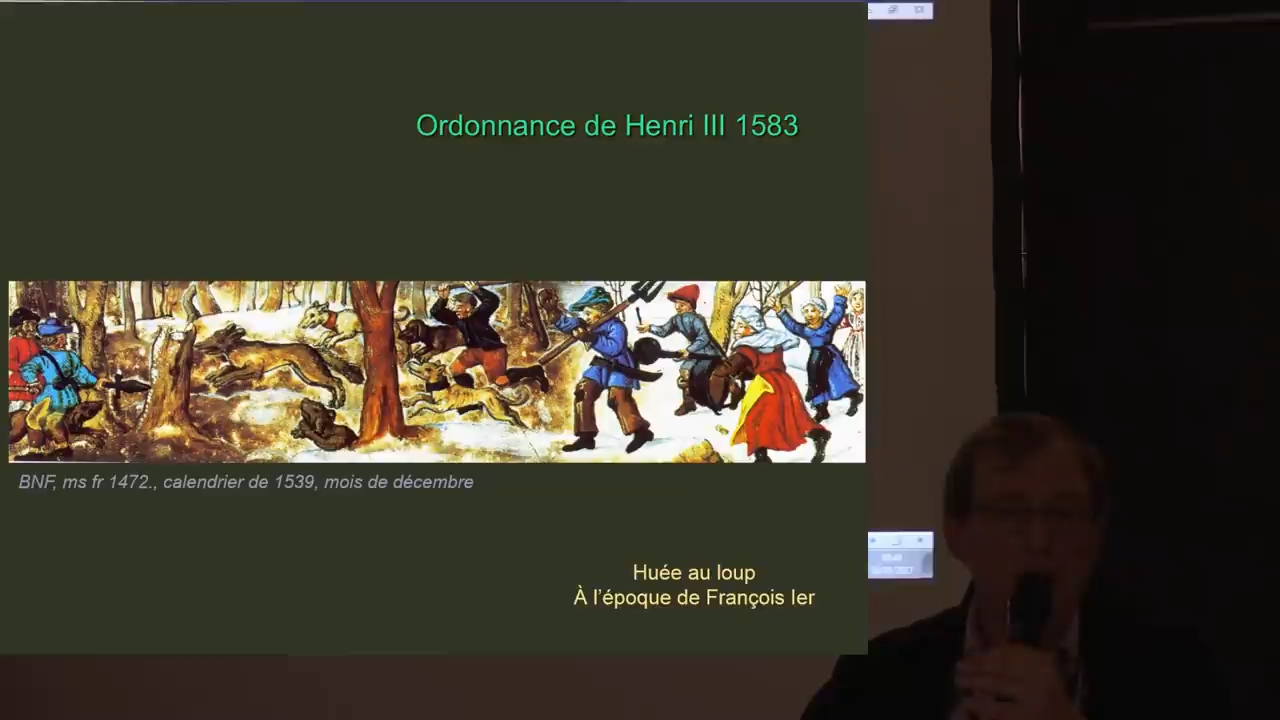 Ordonnance de Henri III 1583
BNF, ms fr 1472., calendrier de 1539, mois de décembre
Huée au loup
À l’époque de François Ier